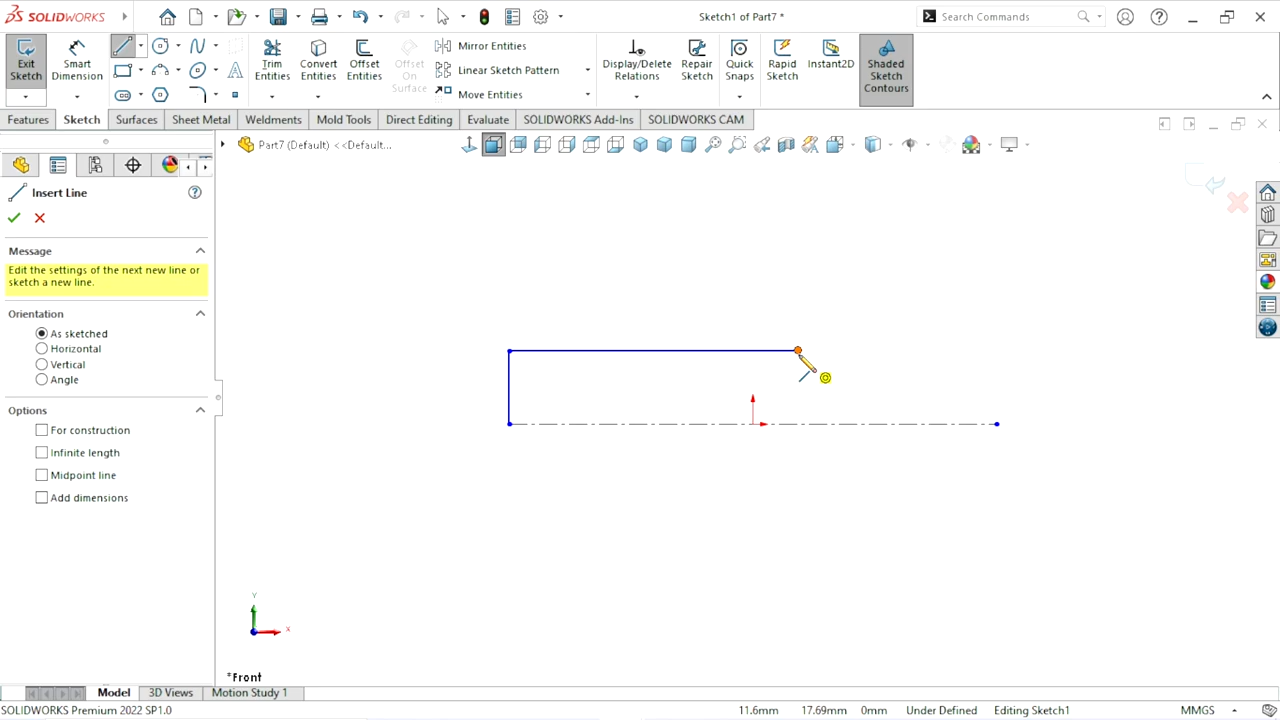 SOLIDWORKS
Sketch1 of Part7 *
Search Commands
Exit Sketch
Smart Dimension
Trim Entities
Convert Entities
Offset Entities
Offset On Surface
Mirror Entities
Linear Sketch Pattern
Move Entities
Display/Delete Relations
Repair Sketch
Quick Snaps
Rapid Sketch
Instant2D
Shaded Sketch Contours
Features
Sketch
Surfaces
Sheet Metal
Weldments
Mold Tools
Direct Editing
Evaluate
SOLIDWORKS Add-Ins
SOLIDWORKS CAM
Part7 (Default) <<Default...
Insert Line
Message
Edit the settings of the next new line or
sketch a new line.
Orientation
As sketched
Horizontal
Vertical
Angle
Options
For construction
Infinite length
Midpoint line
Add dimensions
Y
X
*Front
Model
3D Views
Motion Study 1
SOLIDWORKS Premium 2022 SP1.0
11.6mm
17.69mm
0mm
Under Defined
Editing Sketch1
MMGS